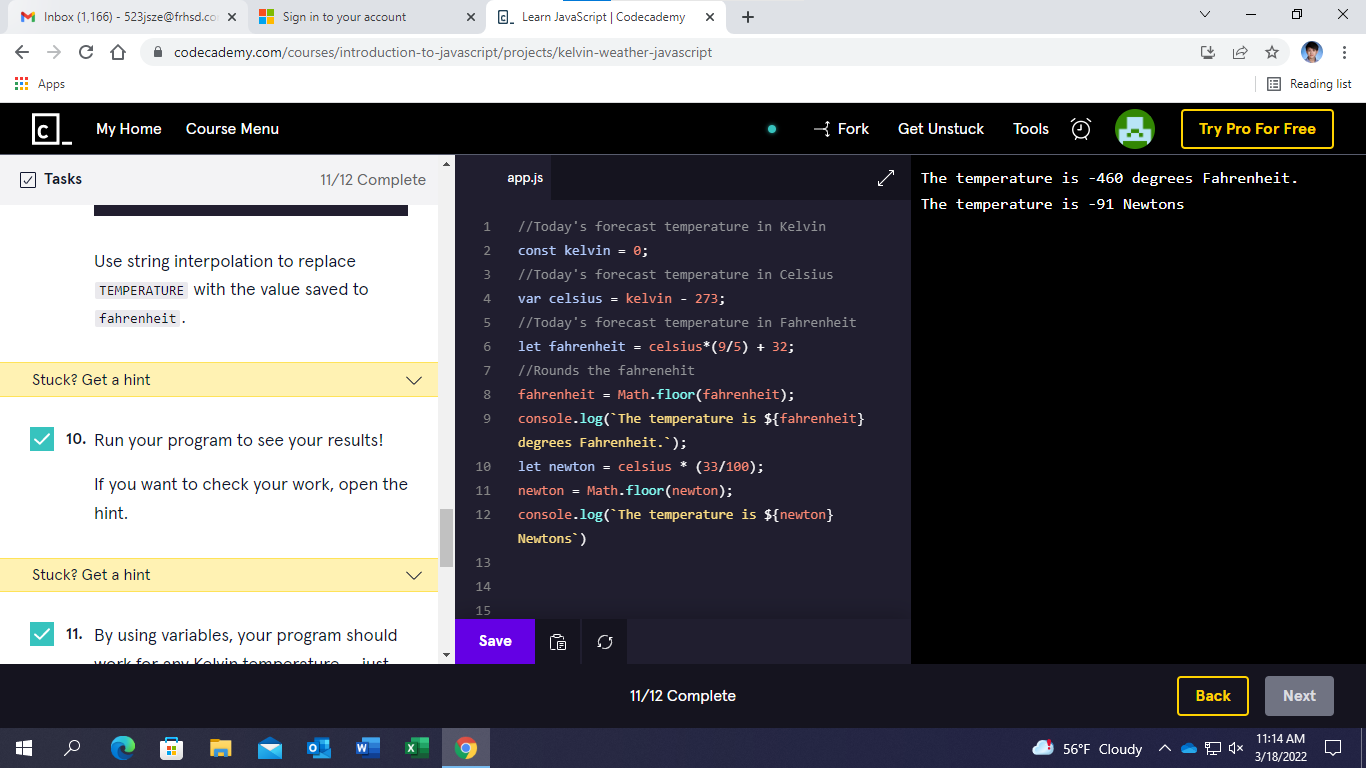 Inbox (1,166) - 523jsze@frhsd.co
Sign in to your account
Learn JavaScript | Codecademy
codecademy.com/courses/introduction-to-javascript/projects/kelvin-weather-javascript
Apps
Reading list
My Home
Course Menu
Fork
Get Unstuck
Tools
Try Pro For Free
Tasks
11/12 Complete
Use string interpolation to replace
TEMPERATURE with the value saved to
fahrenheit.
Stuck? Get a hint
10. Run your program to see your results!
If you want to check your work, open the
hint.
Stuck? Get a hint
11. By using variables, your program should
work for any Kelvin temperature — just
app.js
1 //Today's forecast temperature in Kelvin
2 const kelvin = 0;
3 //Today's forecast temperature in Celsius
4 var celsius = kelvin - 273;
5 //Today's forecast temperature in Fahrenheit
6 let fahrenheit = celsius*(9/5) + 32;
7 //Rounds the fahrenehit
8 fahrenheit = Math.floor(fahrenheit);
9 console.log(`The temperature is ${fahrenheit}
degrees Fahrenheit.`);
10 let newton = celsius * (33/100);
11 newton = Math.floor(newton);
12 console.log(`The temperature is ${newton}
Newtons`)
13
14
15
Save
The temperature is -460 degrees Fahrenheit.
The temperature is -91 Newtons
11/12 Complete
Back
Next
56°F Cloudy
11:14 AM
3/18/2022